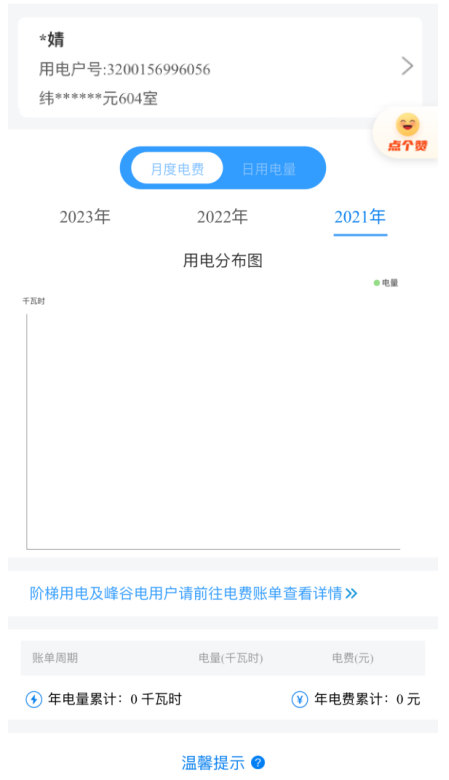 *婧
用电户号:3200156996056
纬******元604室
点个赞
月度电费 日用电量
2023年 2022年 2021年
用电分布图
电量
千瓦时
阶梯用电及峰谷电用户请前往电费账单查看详情
账单周期 电量(千瓦时) 电费(元)
年电量累计：0 千瓦时 ¥ 年电费累计：0 元
温馨提示 ?